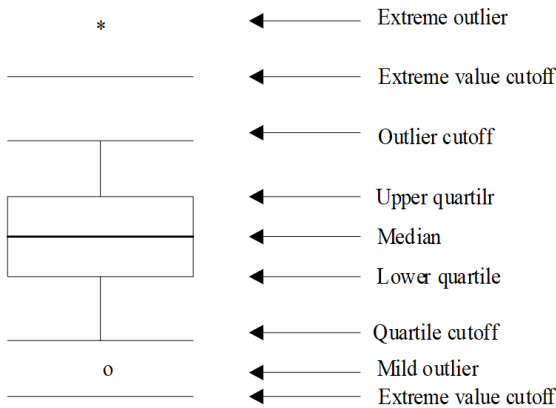 *
Extreme outlier
Extreme value cutoff
Outlier cutoff
Upper quartilr
Median
Lower quartile
Quartile cutoff
o
Mild outlier
Extreme value cutoff